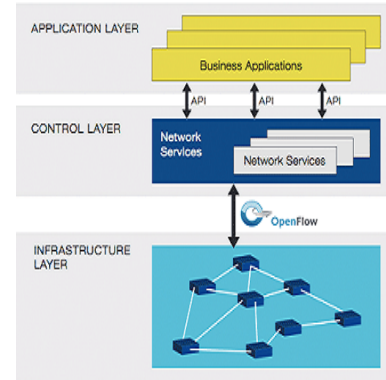 APPLICATION LAYER
Business Applications
API API API
CONTROL LAYER
Network
Services
Network Services
OpenFlow
INFRASTRUCTURE
LAYER